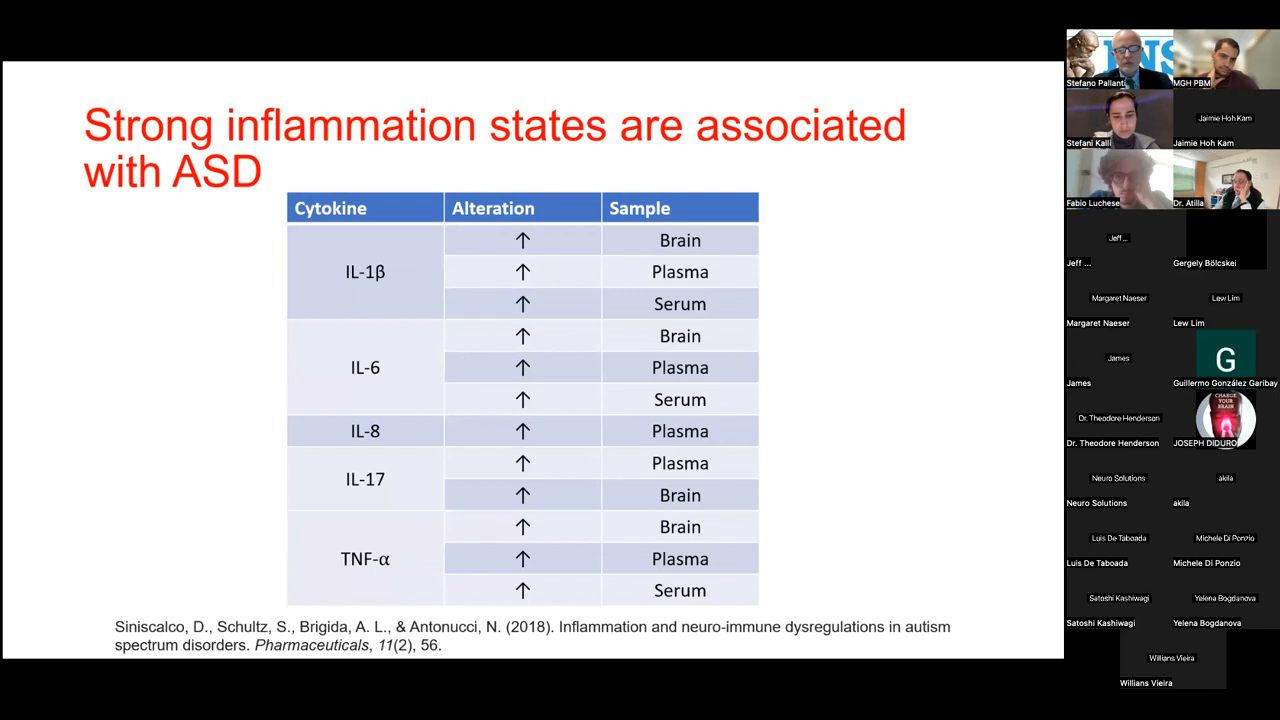 Strong inflammation states are associated
with ASD
Cytokine Alteration Sample
IL-1β ↑ Brain
↑ Plasma
↑ Serum
IL-6 ↑ Brain
↑ Plasma
↑ Serum
IL-8 ↑ Plasma
IL-17 ↑ Plasma
↑ Brain
TNF-α ↑ Brain
↑ Plasma
↑ Serum
Siniscalco, D., Schultz, S., Brigida, A. L., & Antonucci, N. (2018). Inflammation and neuro-immune dysregulations in autism
spectrum disorders. Pharmaceuticals, 11(2), 56.
Stefano Pallanti
MGH PBM
Stefani Kalli
Jaimie Hoh Kam
Jaimie Hoh Kam
Fabio Luchese
Dr. Atilla
Jeff ...
Jeff ...
Gergely Bölcskei
Margaret Naeser
Margaret Naeser
Lew Lim
Lew Lim
James
James
G
Guillermo González Garibay
Dr. Theodore Henderson
Dr. Theodore Henderson
CHARGE
YOUR
BRAIN
JOSEPH DIDURO
Neuro Solutions
Neuro Solutions
akila
akila
Luis De Taboada
Luis De Taboada
Michele Di Ponzio
Michele Di Ponzio
Satoshi Kashiwagi
Satoshi Kashiwagi
Yelena Bogdanova
Yelena Bogdanova
Willians Vieira
Willians Vieira